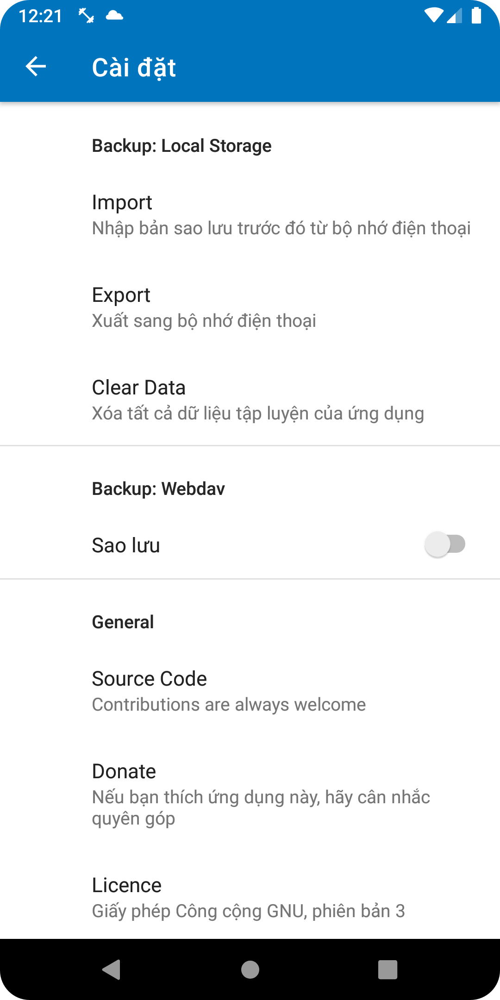 12:21
Cài đặt
Backup: Local Storage
Import
Nhập bản sao lưu trước đó từ bộ nhớ điện thoại
Export
Xuất sang bộ nhớ điện thoại
Clear Data
Xóa tất cả dữ liệu tập luyện của ứng dụng
Backup: Webdav
Sao lưu
General
Source Code
Contributions are always welcome
Donate
Nếu bạn thích ứng dụng này, hãy cân nhắc
quyên góp
Licence
Giấy phép Công cộng GNU, phiên bản 3